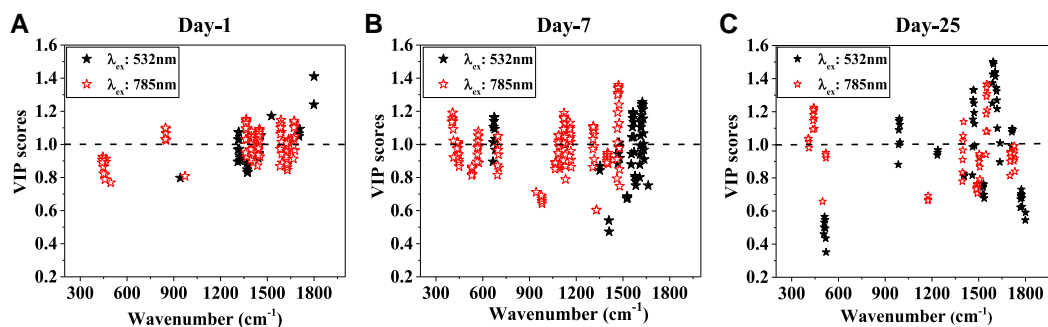 A Day-1
1.6
1.4
1.2
1.0
0.8
0.6
0.4
0.2
VIP scores
λex: 532nm
λex: 785nm
300 600 900 1200 1500 1800
Wavenumber (cm-1)
B Day-7
1.6
1.4
1.2
1.0
0.8
0.6
0.4
0.2
VIP scores
λex: 532nm
λex: 785nm
300 600 900 1200 1500 1800
Wavenumber (cm-1)
C Day-25
1.6
1.4
1.2
1.0
0.8
0.6
0.4
0.2
VIP scores
λex: 532nm
λex: 785nm
300 600 900 1200 1500 1800
Wavenumber (cm-1)